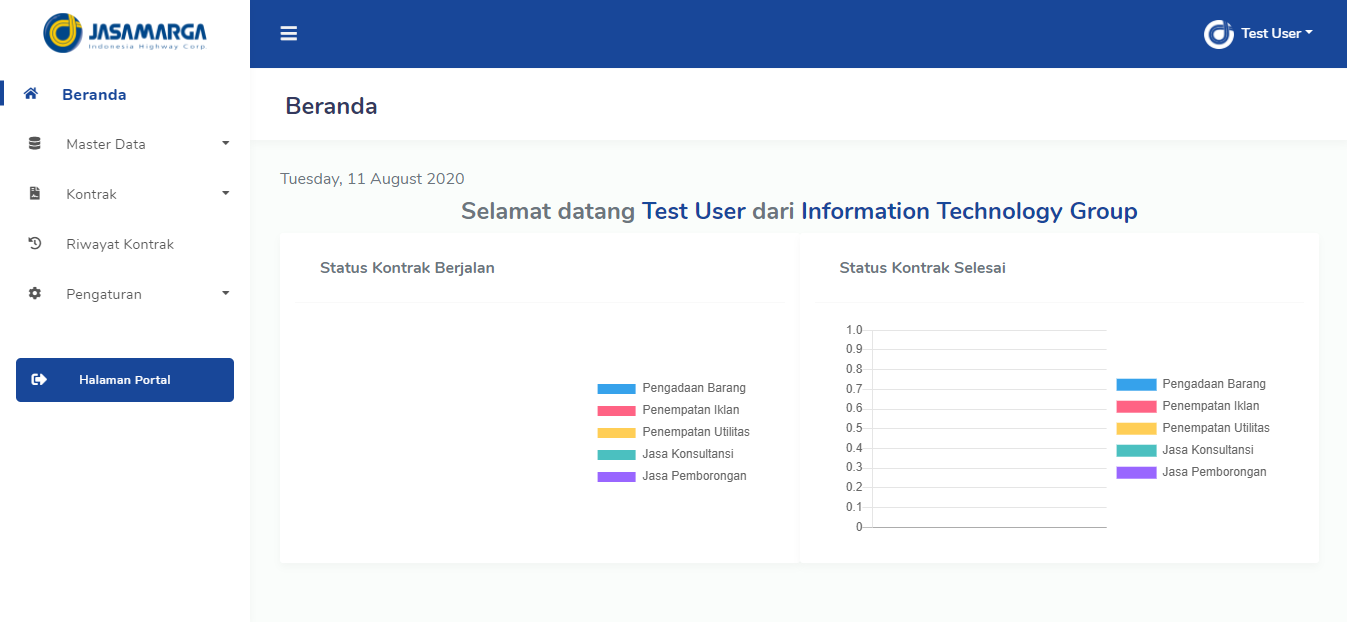 JASAMARGA
Indonesia Highway Corp.
Test User
Beranda
Master Data
Kontrak
Riwayat Kontrak
Pengaturan
Halaman Portal
Beranda
Tuesday, 11 August 2020
Selamat datang Test User dari Information Technology Group
Status Kontrak Berjalan
Pengadaan Barang
Penempatan Iklan
Penempatan Utilitas
Jasa Konsultansi
Jasa Pemborongan
Status Kontrak Selesai
1.0
0.9
0.8
0.7
0.6
0.5
0.4
0.3
0.2
0.1
0
Pengadaan Barang
Penempatan Iklan
Penempatan Utilitas
Jasa Konsultansi
Jasa Pemborongan